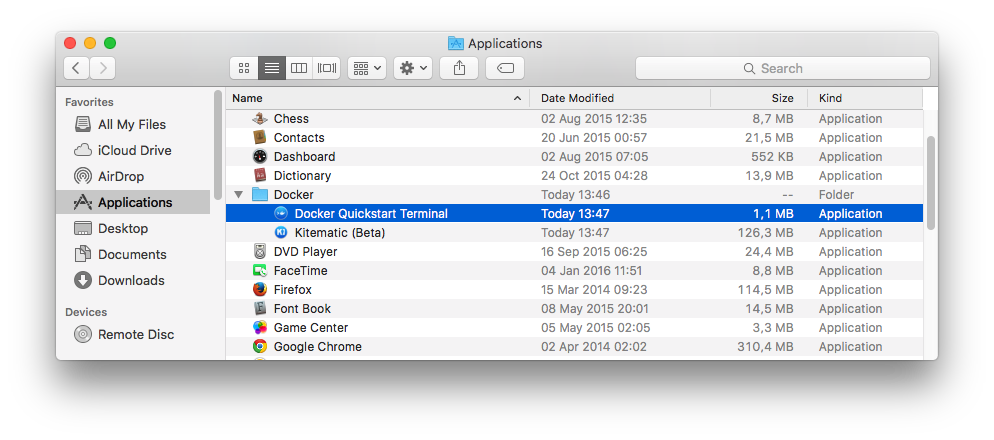 Applications
Search
Favorites
All My Files
iCloud Drive
AirDrop
Applications
Desktop
Documents
Downloads
Devices
Remote Disc
Name Date Modified Size Kind
Chess 02 Aug 2015 12:35 8,7 MB Application
Contacts 20 Jun 2015 00:57 21,5 MB Application
Dashboard 02 Aug 2015 07:05 552 KB Application
Dictionary 24 Oct 2015 04:28 13,9 MB Application
Docker Today 13:46 -- Folder
Docker Quickstart Terminal Today 13:47 1,1 MB Application
Kitematic (Beta) Today 13:47 126,3 MB Application
DVD Player 16 Sep 2015 06:25 24,4 MB Application
FaceTime 04 Jan 2016 11:51 8,8 MB Application
Firefox 15 Mar 2014 09:23 114,5 MB Application
Font Book 08 May 2015 20:01 14,5 MB Application
Game Center 05 May 2015 02:05 3,3 MB Application
Google Chrome 02 Apr 2014 02:02 310,4 MB Application